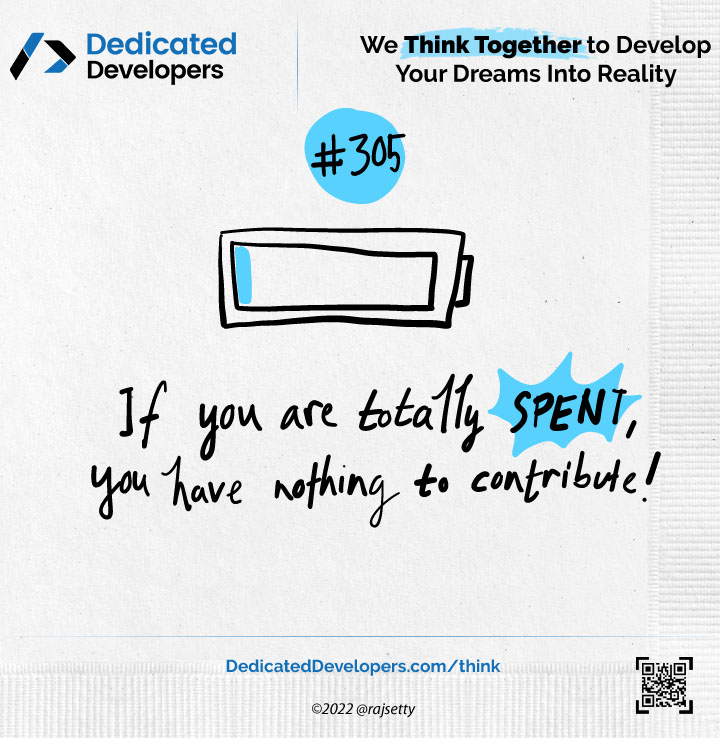 Dedicated
Developers
We Think Together to Develop
Your Dreams Into Reality
#305
If you are totally SPENT,
you have nothing to contribute!
DedicatedDevelopers.com/think
©2022 @rajsetty